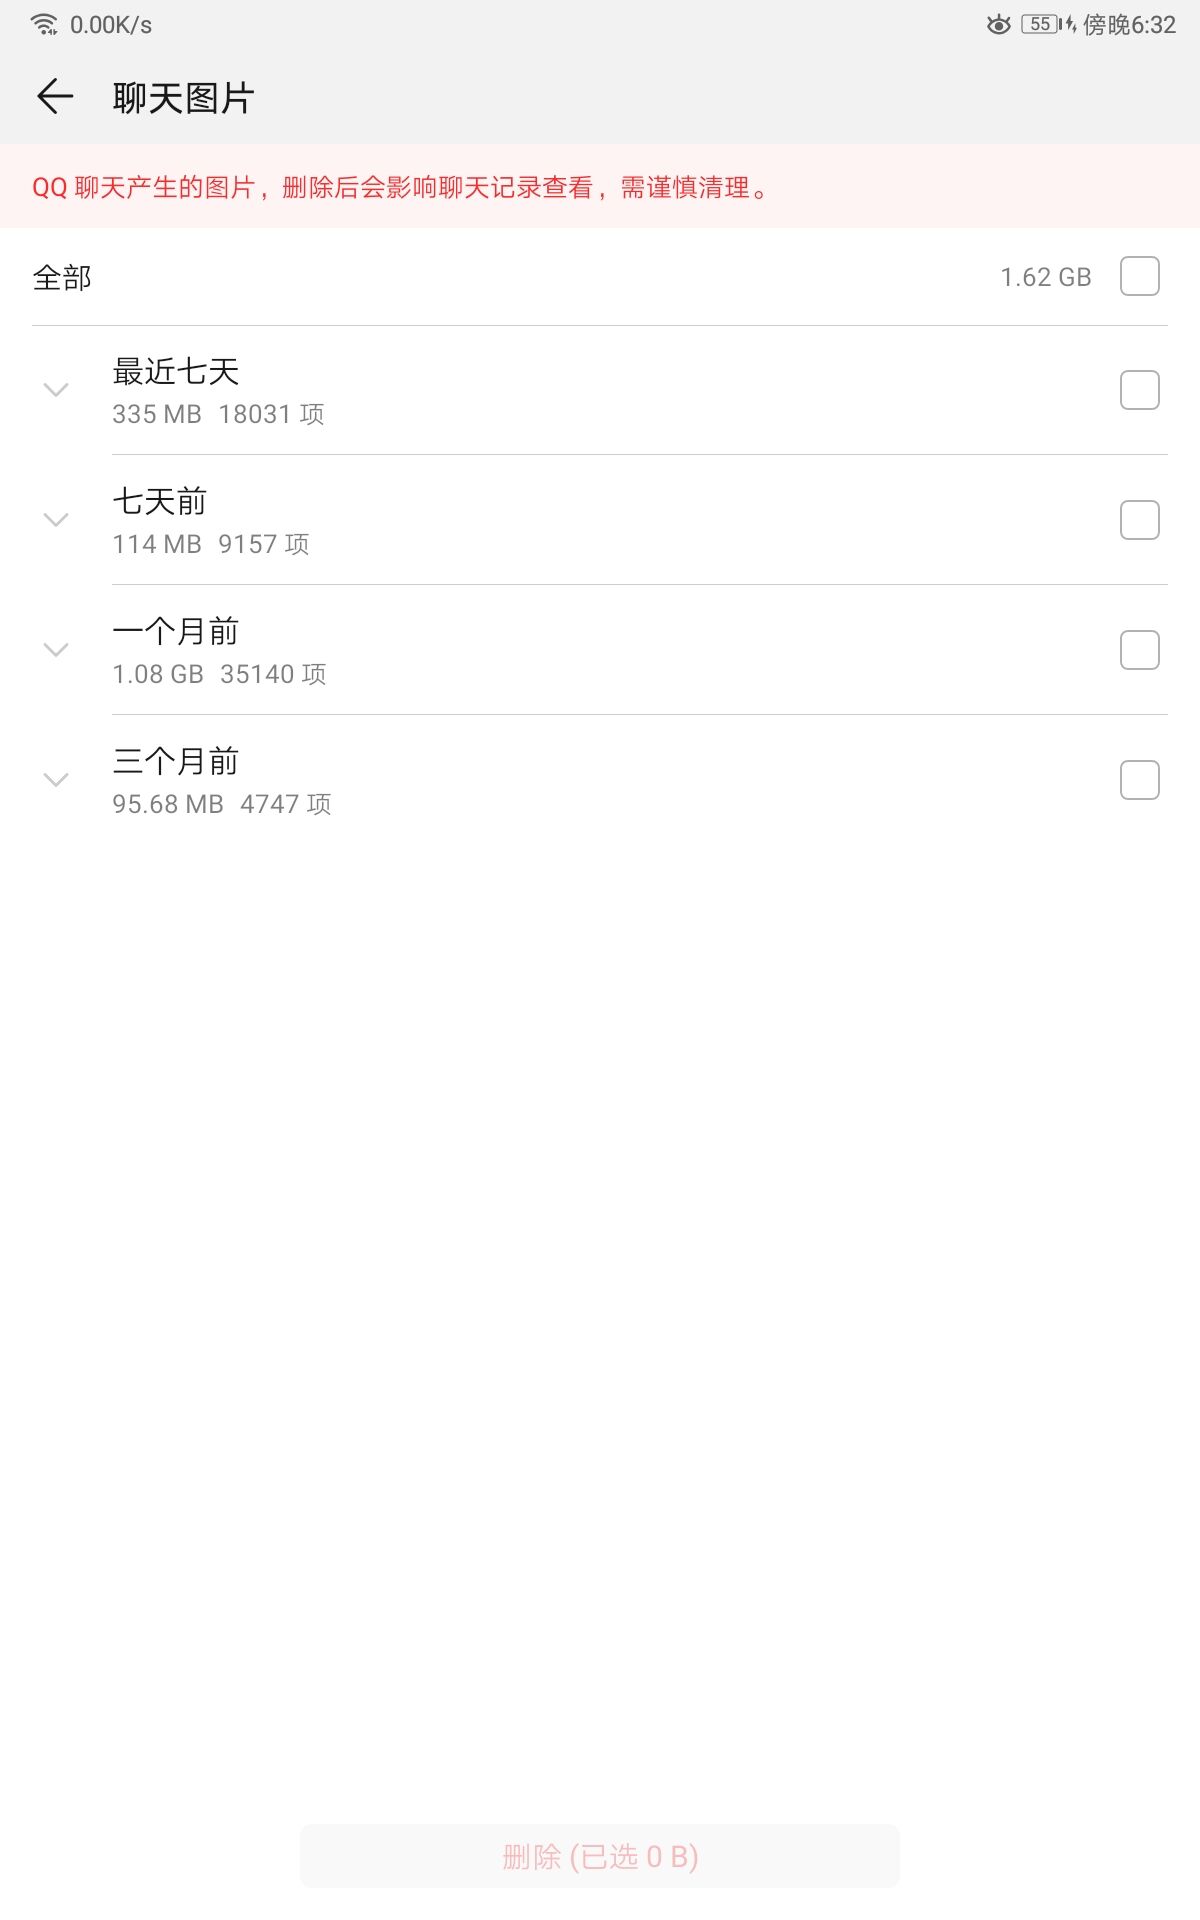 0.00K/s 55 傍晚6:32
聊天图片
QQ 聊天产生的图片，删除后会影响聊天记录查看，需谨慎清理。
全部 1.62 GB
最近七天
335 MB 18031 项
七天前
114 MB 9157 项
一个月前
1.08 GB 35140 项
三个月前
95.68 MB 4747 项
删除 (已选 0 B)